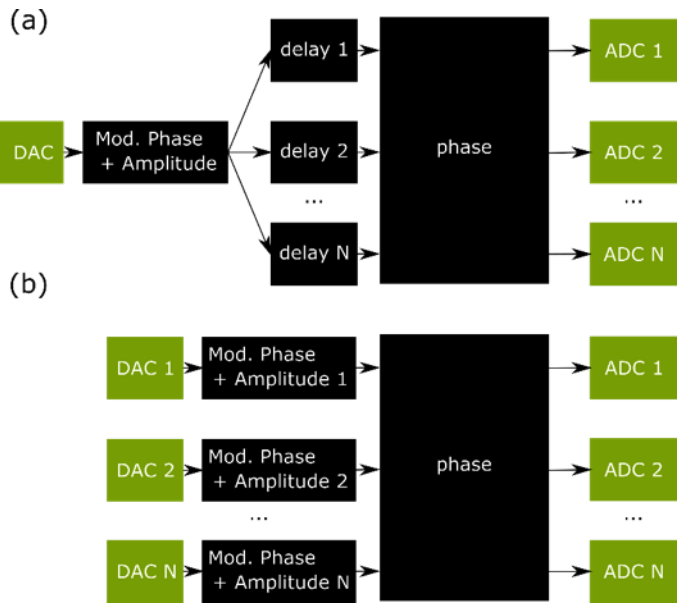 (a)
delay 1
ADC 1
DAC
Mod. Phase
+ Amplitude
delay 2
phase
ADC 2
...
...
delay N
ADC N
(b)
DAC 1
Mod. Phase
+ Amplitude 1
ADC 1
DAC 2
Mod. Phase
+ Amplitude 2
phase
ADC 2
...
...
DAC N
Mod. Phase
+ Amplitude N
ADC N